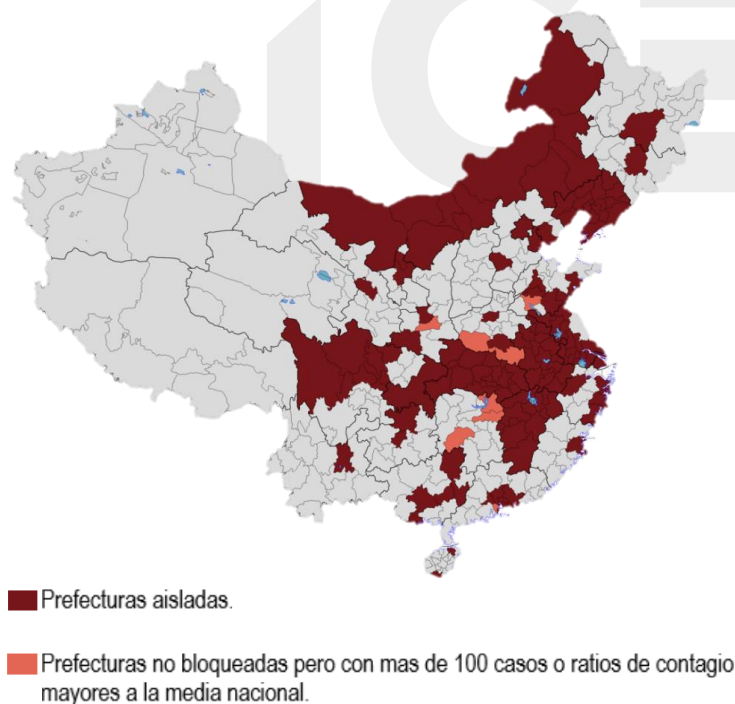 Prefecturas aisladas.
Prefecturas no bloqueadas pero con mas de 100 casos o ratios de contagio
mayores a la media nacional.